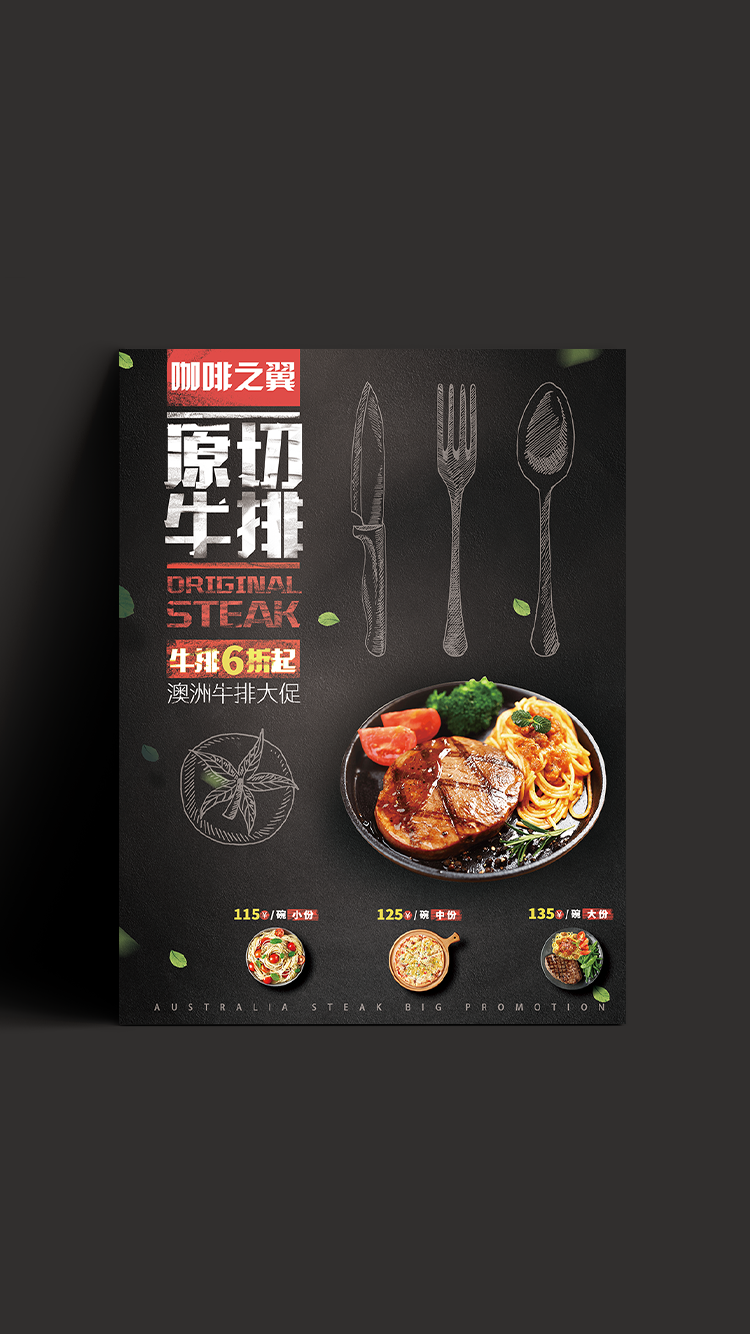 咖啡之翼
原切
牛排
ORIGINAL
STEAK
牛排6折起
澳洲牛排大促
115¥/碗 小份
125¥/碗 中份
135¥/碗 大份
AUSTRALIA STEAK BIG PROMOTION